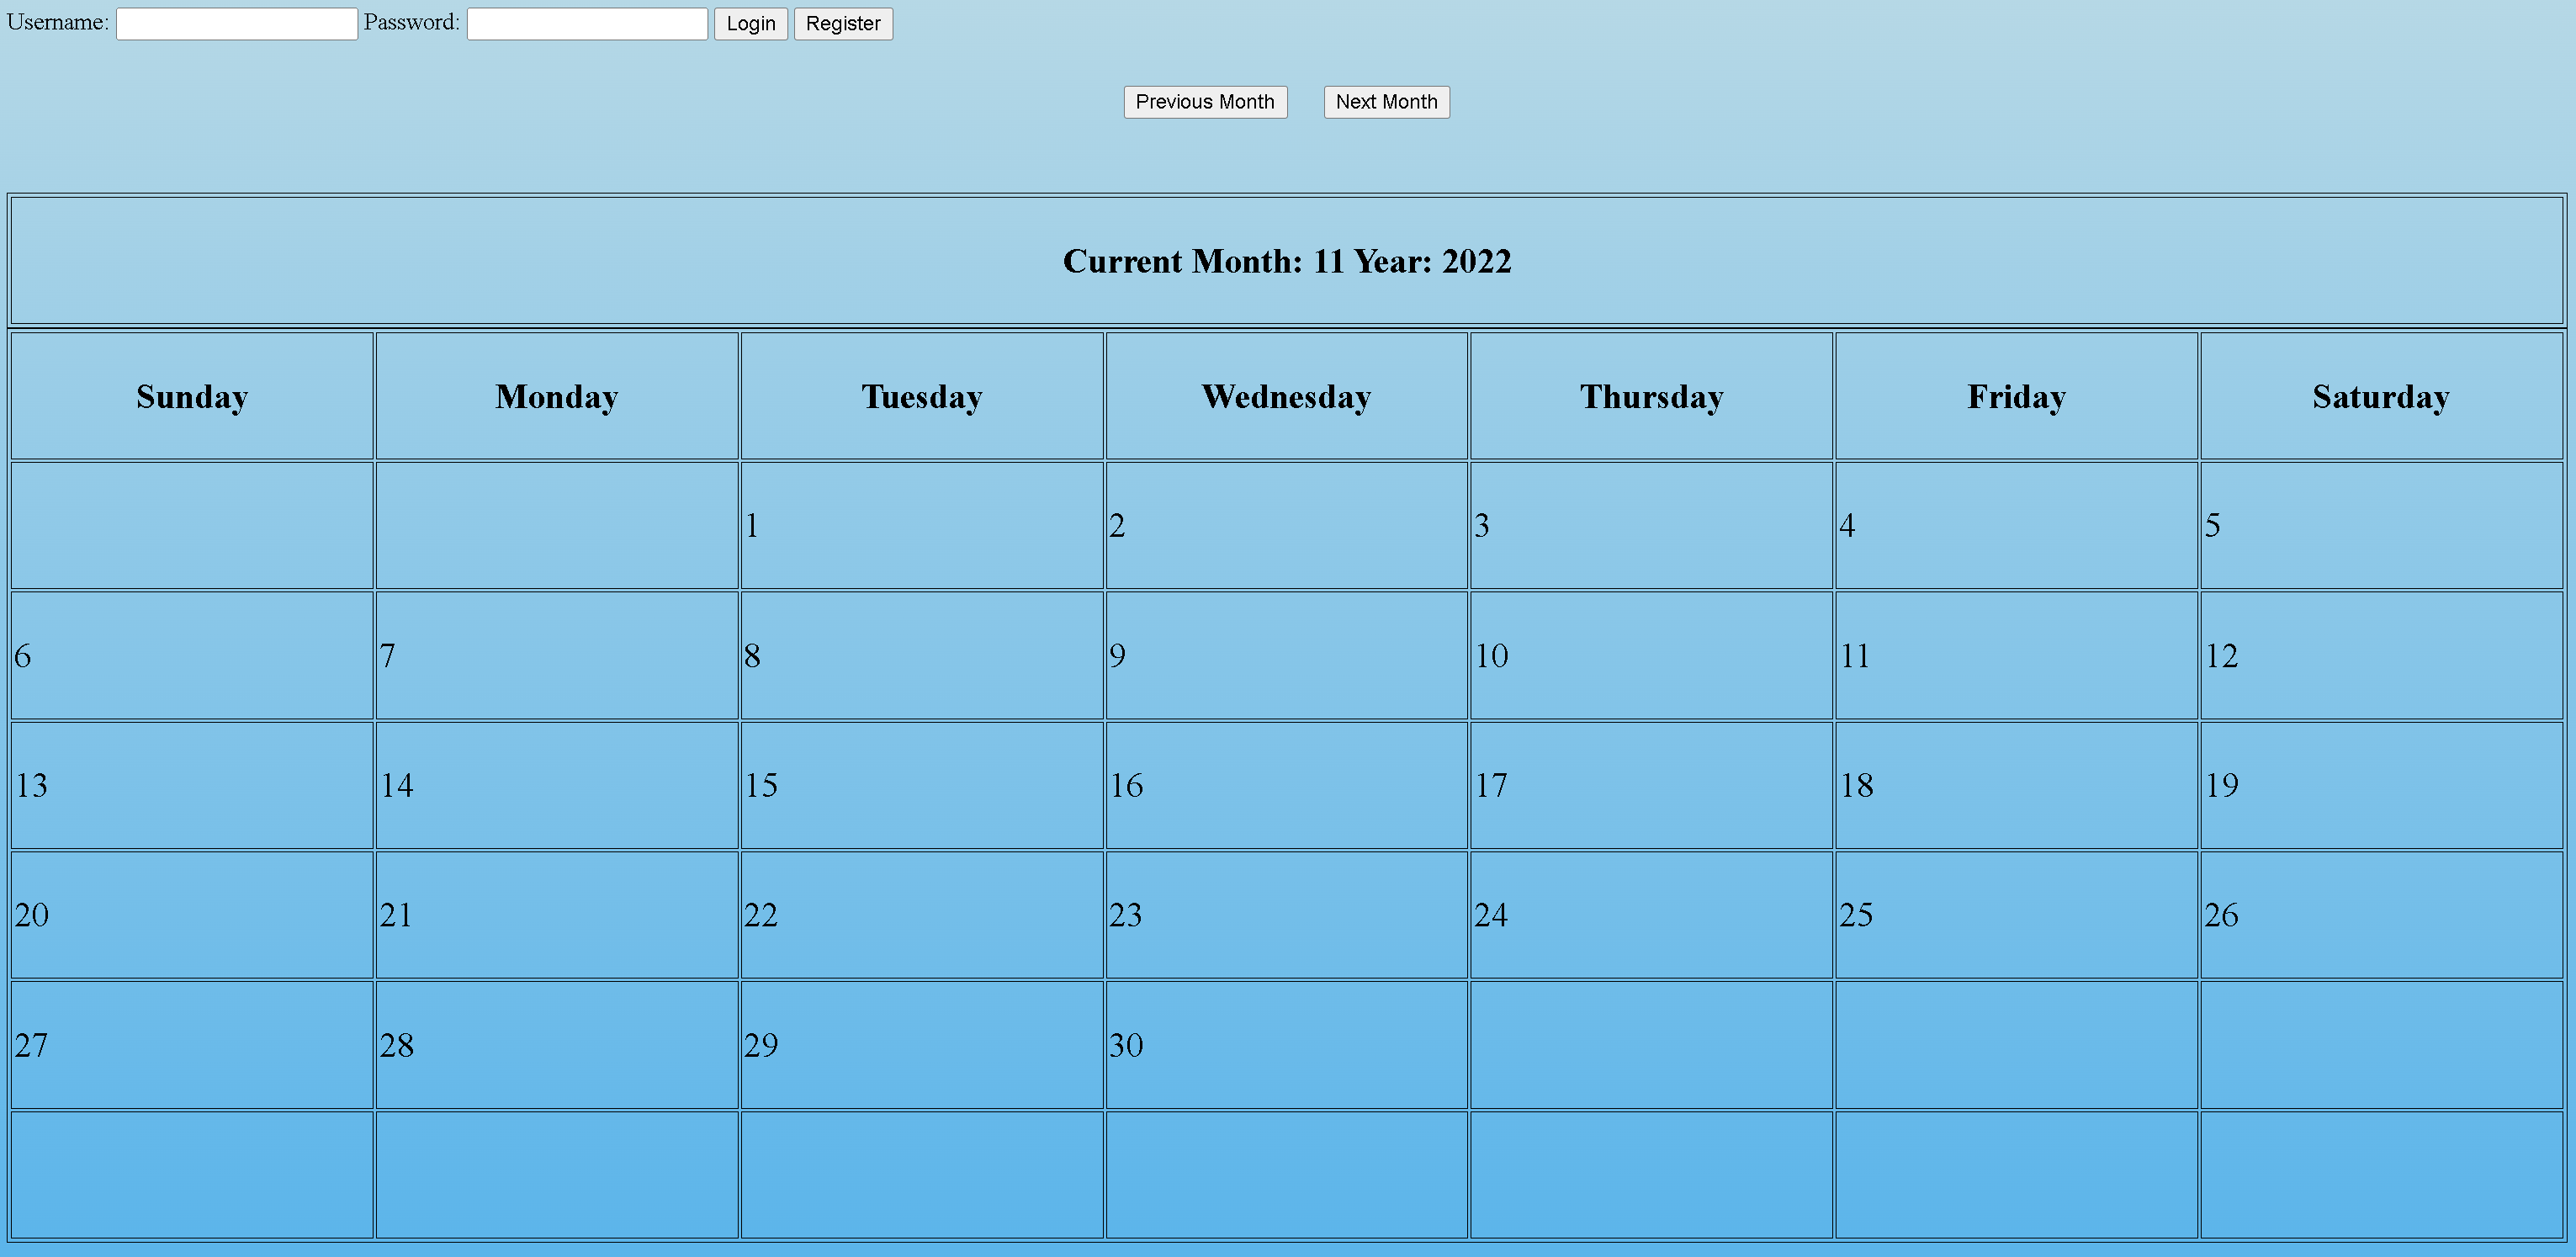 Username: Password: Login Register
Previous Month Next Month
Current Month: 11 Year: 2022
Sunday Monday Tuesday Wednesday Thursday Friday Saturday
1 2 3 4 5
6 7 8 9 10 11 12
13 14 15 16 17 18 19
20 21 22 23 24 25 26
27 28 29 30